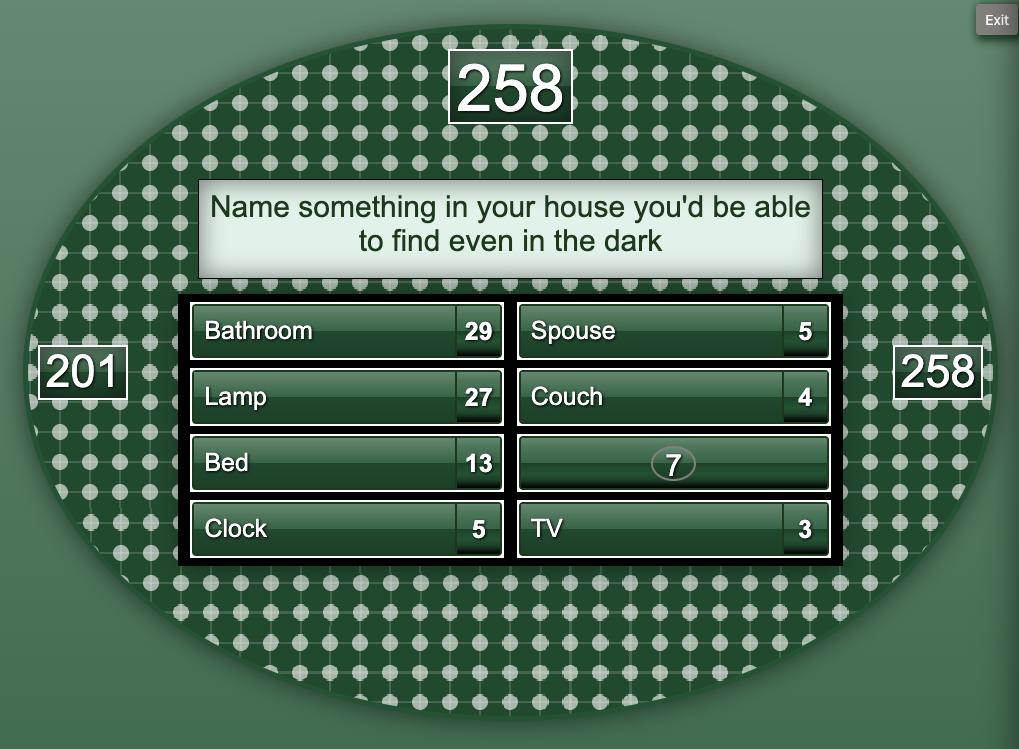 Exit
258
Name something in your house you'd be able
to find even in the dark
201
258
Bathroom 29
Spouse 5
Lamp 27
Couch 4
Bed 13
7
Clock 5
TV 3